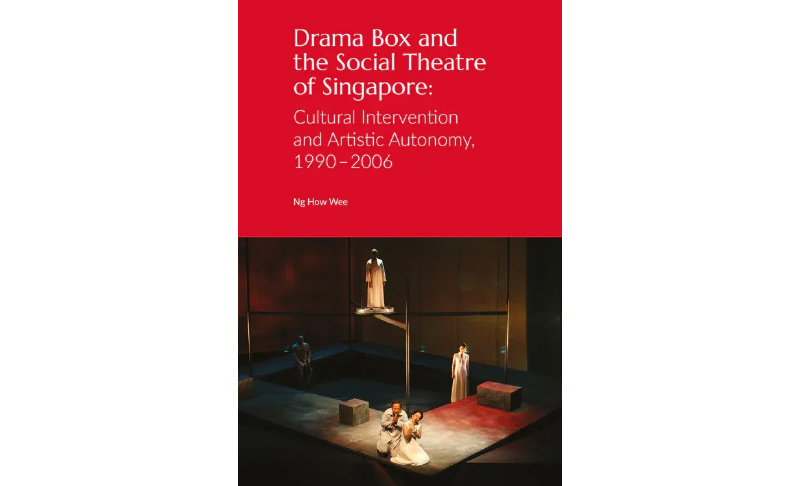 Drama Box and
the Social Theatre
of Singapore:
Cultural Intervention
and Artistic Autonomy,
1990–2006
Ng How Wee